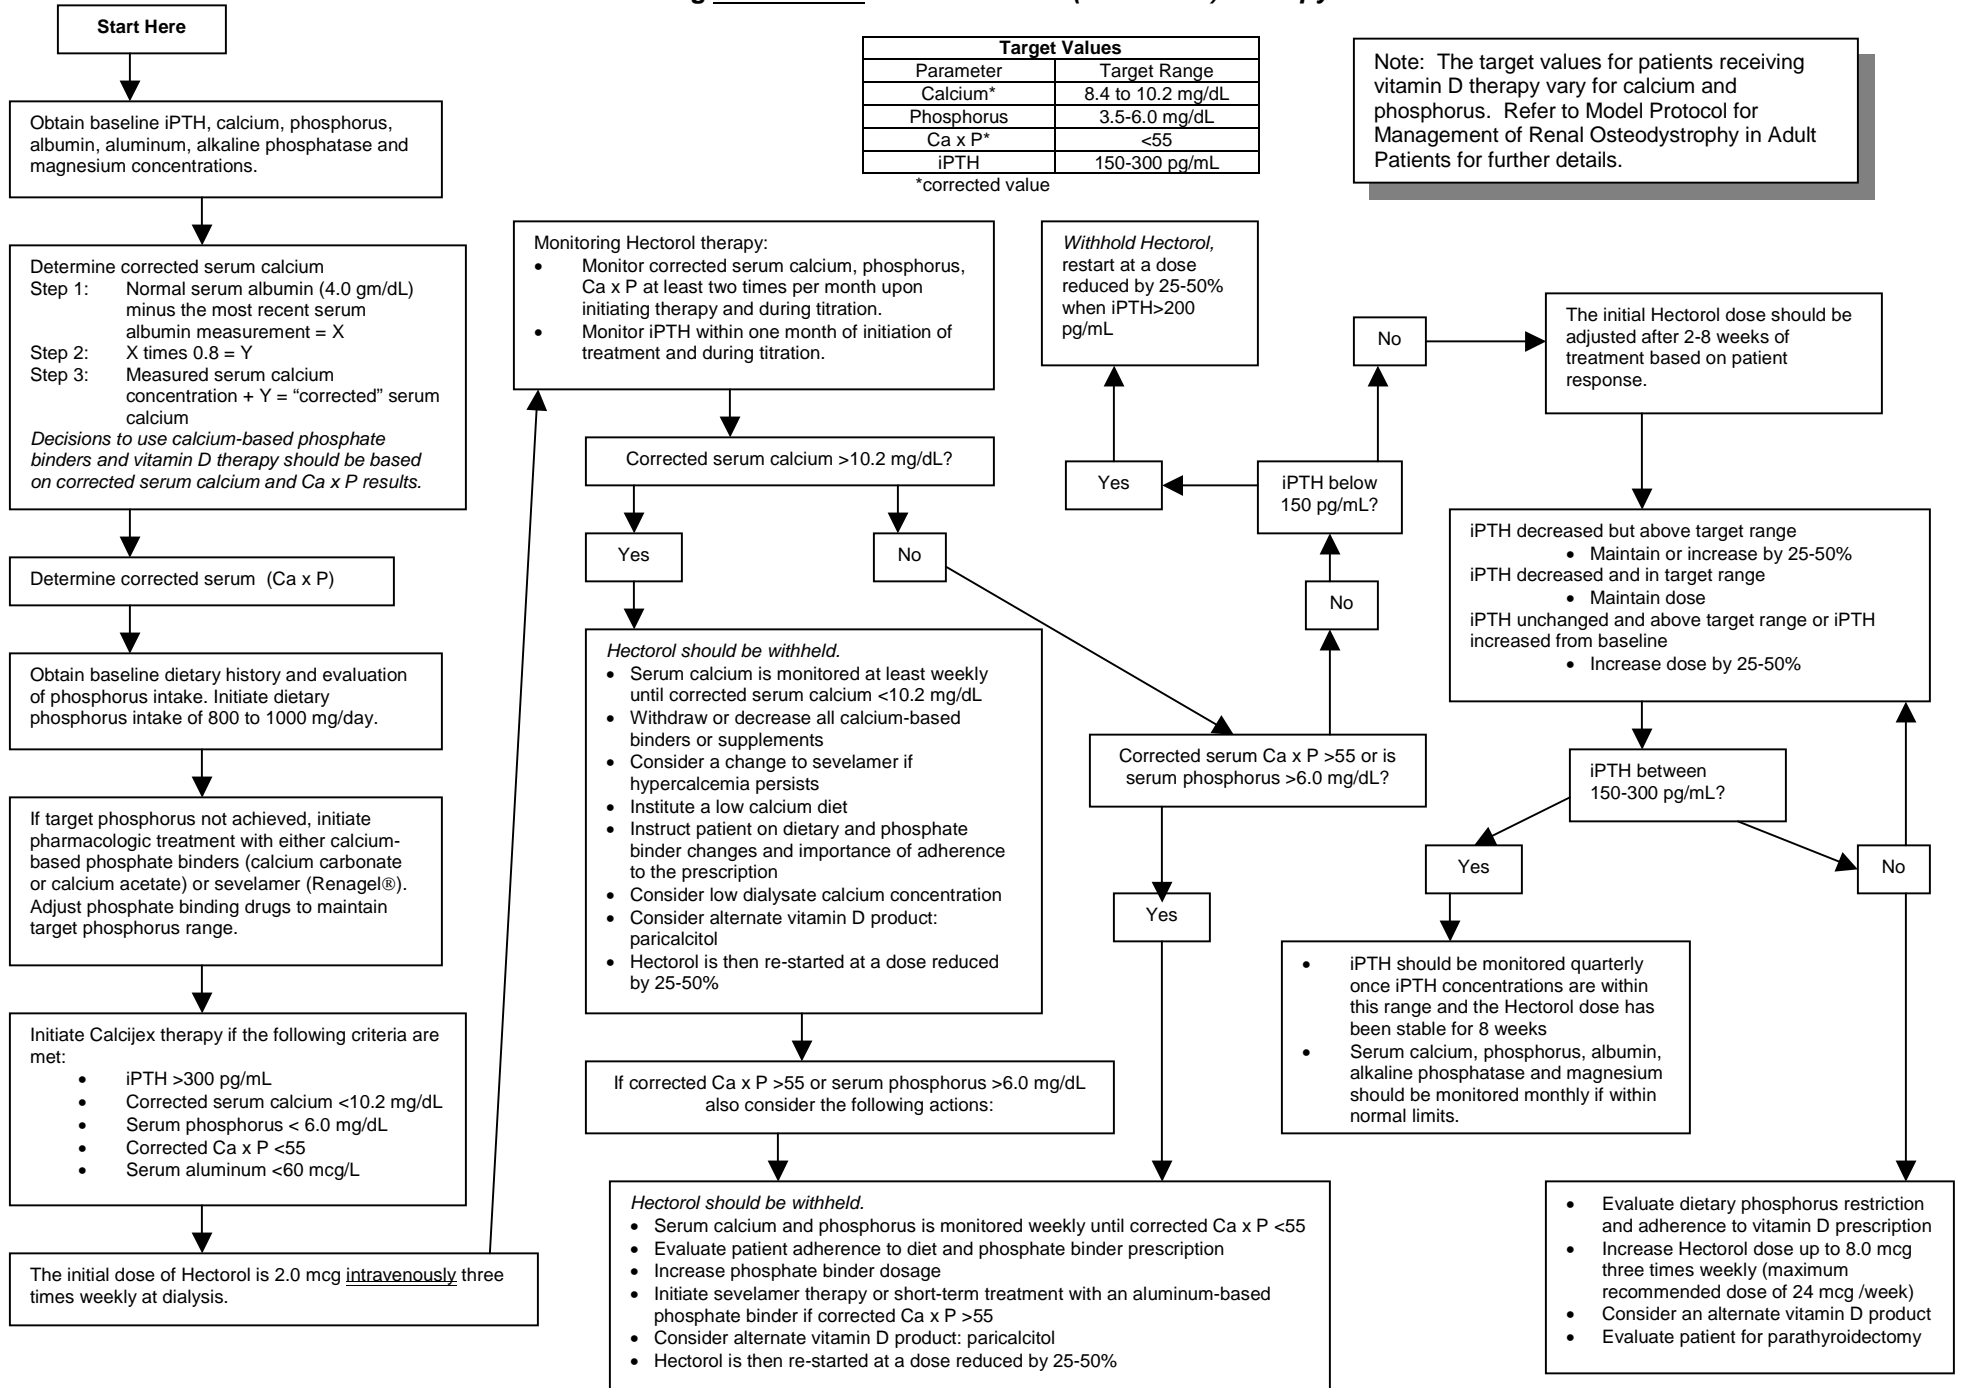 Start Here
Target Values
Parameter Target Range
Calcium* 8.4 to 10.2 mg/dL
Phosphorus 3.5-6.0 mg/dL
Ca x P* <55
iPTH 150-300 pg/mL
*corrected value
Note: The target values for patients receiving
vitamin D therapy vary for calcium and
phosphorus. Refer to Model Protocol for
Management of Renal Osteodystrophy in Adult
Patients for further details.
Obtain baseline iPTH, calcium, phosphorus,
albumin, aluminum, alkaline phosphatase and
magnesium concentrations.
Determine corrected serum calcium
Step 1: Normal serum albumin (4.0 gm/dL)
minus the most recent serum
albumin measurement = X
Step 2: X times 0.8 = Y
Step 3: Measured serum calcium
concentration + Y = “corrected” serum
calcium
Decisions to use calcium-based phosphate
binders and vitamin D therapy should be based
on corrected serum calcium and Ca x P results.
Determine corrected serum (Ca x P)
Obtain baseline dietary history and evaluation
of phosphorus intake. Initiate dietary
phosphorus intake of 800 to 1000 mg/day.
If target phosphorus not achieved, initiate
pharmacologic treatment with either calcium-
based phosphate binders (calcium carbonate
or calcium acetate) or sevelamer (Renagel®).
Adjust phosphate binding drugs to maintain
target phosphorus range.
Initiate Calcijex therapy if the following criteria are
met:
• iPTH >300 pg/mL
• Corrected serum calcium <10.2 mg/dL
• Serum phosphorus < 6.0 mg/dL
• Corrected Ca x P <55
• Serum aluminum <60 mcg/L
The initial dose of Hectorol is 2.0 mcg intravenously three
times weekly at dialysis.
Monitoring Hectorol therapy:
• Monitor corrected serum calcium, phosphorus,
Ca x P at least two times per month upon
initiating therapy and during titration.
• Monitor iPTH within one month of initiation of
treatment and during titration.
Corrected serum calcium >10.2 mg/dL?
Yes
No
Hectorol should be withheld.
• Serum calcium is monitored at least weekly
until corrected serum calcium <10.2 mg/dL
• Withdraw or decrease all calcium-based
binders or supplements
• Consider a change to sevelamer if
hypercalcemia persists
• Institute a low calcium diet
• Instruct patient on dietary and phosphate
binder changes and importance of adherence
to the prescription
• Consider low dialysate calcium concentration
• Consider alternate vitamin D product:
paricalcitol
• Hectorol is then re-started at a dose reduced
by 25-50%
If corrected Ca x P >55 or serum phosphorus >6.0 mg/dL
also consider the following actions:
Hectorol should be withheld.
• Serum calcium and phosphorus is monitored weekly until corrected Ca x P <55
• Evaluate patient adherence to diet and phosphate binder prescription
• Increase phosphate binder dosage
• Initiate sevelamer therapy or short-term treatment with an aluminum-based
phosphate binder if corrected Ca x P >55
• Consider alternate vitamin D product: paricalcitol
• Hectorol is then re-started at a dose reduced by 25-50%
Corrected serum Ca x P >55 or is
serum phosphorus >6.0 mg/dL?
Yes
No
iPTH below
150 pg/mL?
Yes
Withhold Hectorol,
restart at a dose
reduced by 25-50%
when iPTH>200
pg/mL
No
The initial Hectorol dose should be
adjusted after 2-8 weeks of
treatment based on patient
response.
iPTH decreased but above target range
• Maintain or increase by 25-50%
iPTH decreased and in target range
• Maintain dose
iPTH unchanged and above target range or iPTH
increased from baseline
• Increase dose by 25-50%
iPTH between
150-300 pg/mL?
Yes
No
• iPTH should be monitored quarterly
once iPTH concentrations are within
this range and the Hectorol dose has
been stable for 8 weeks
• Serum calcium, phosphorus, albumin,
alkaline phosphatase and magnesium
should be monitored monthly if within
normal limits.
• Evaluate dietary phosphorus restriction
and adherence to vitamin D prescription
• Increase Hectorol dose up to 8.0 mcg
three times weekly (maximum
recommended dose of 24 mcg /week)
• Consider an alternate vitamin D product
• Evaluate patient for parathyroidectomy